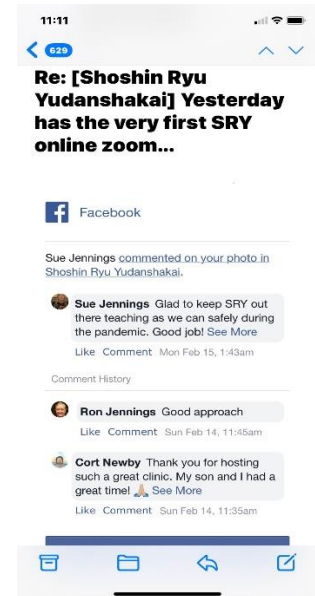 11:11
629
Re: [Shoshin Ryu
Yudanshakai] Yesterday
has the very first SRY
online zoom...
Facebook
Sue Jennings commented on your photo in
Shoshin Ryu Yudanshakai.
Sue Jennings Glad to keep SRY out
there teaching as we can safely during
the pandemic. Good job! See More
Like Comment Mon Feb 15, 1:43am
Comment History
Ron Jennings Good approach
Like Comment Sun Feb 14, 11:45am
Cort Newby Thank you for hosting
such a great clinic. My son and I had a
great time! 🙏🏼 See More
Like Comment Sun Feb 14, 11:35am